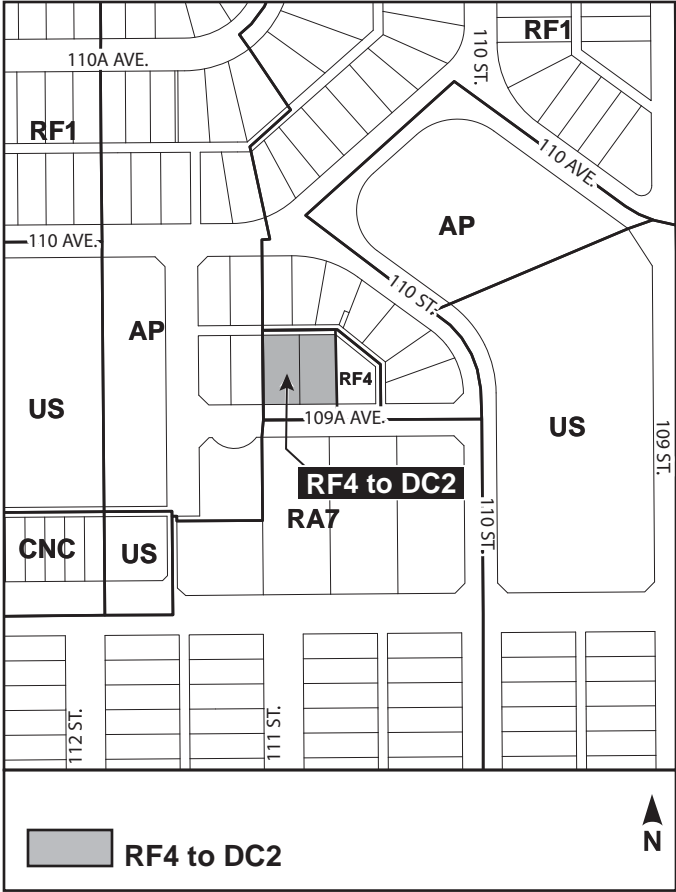 RF1
110 ST.
110A AVE.
RF1
110 AVE.
AP
110 AVE.
110 ST.
AP
RF4
US
109A AVE.
US
109 ST.
RF4 to DC2
RA7
110 ST.
CNC
US
112 ST.
111 ST.
RF4 to DC2
N